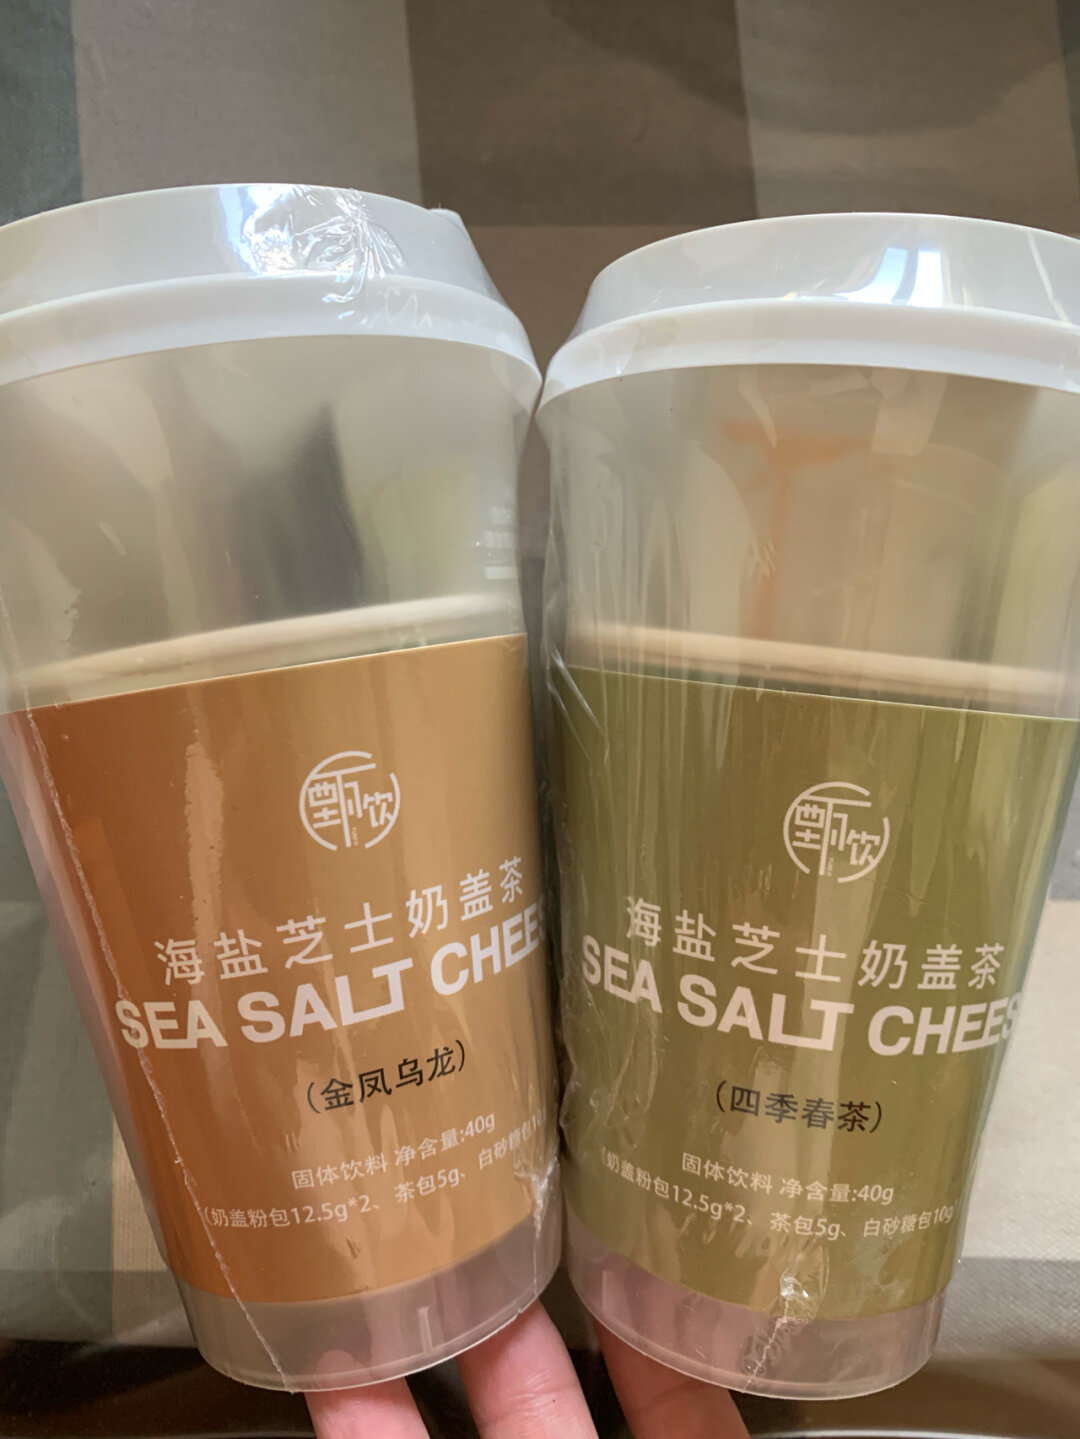 甄饮
海盐芝士奶盖茶
SEA SALT CHEES
(金凤乌龙)
固体饮料 净含量:40g
(奶盖粉包12.5g*2、茶包5g、白砂糖包1
甄饮
海盐芝士奶盖茶
SEA SALT CHEES
(四季春茶)
固体饮料 净含量:40g
(奶盖粉包12.5g*2、茶包5g、白砂糖包10g)